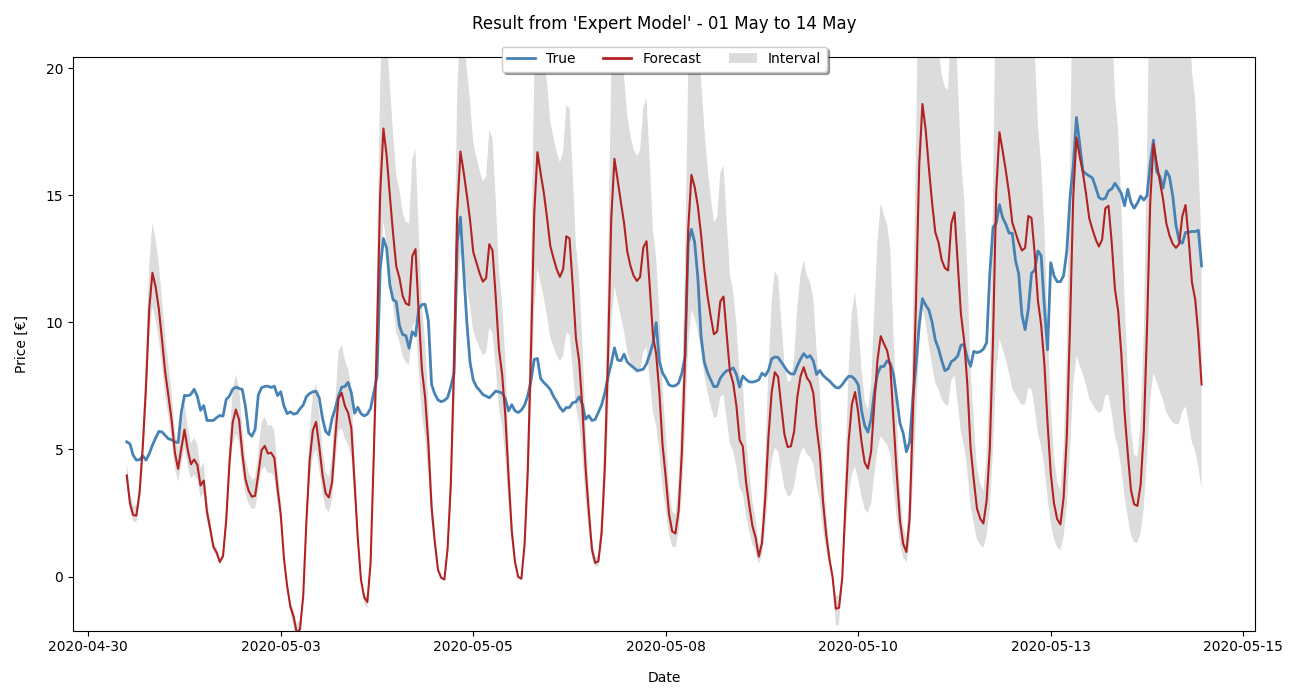 Result from 'Expert Model' - 01 May to 14 May
True Forecast Interval
20
15
10
5
0
Price [€]
2020-04-30 2020-05-03 2020-05-05 2020-05-08 2020-05-10 2020-05-13 2020-05-15
Date